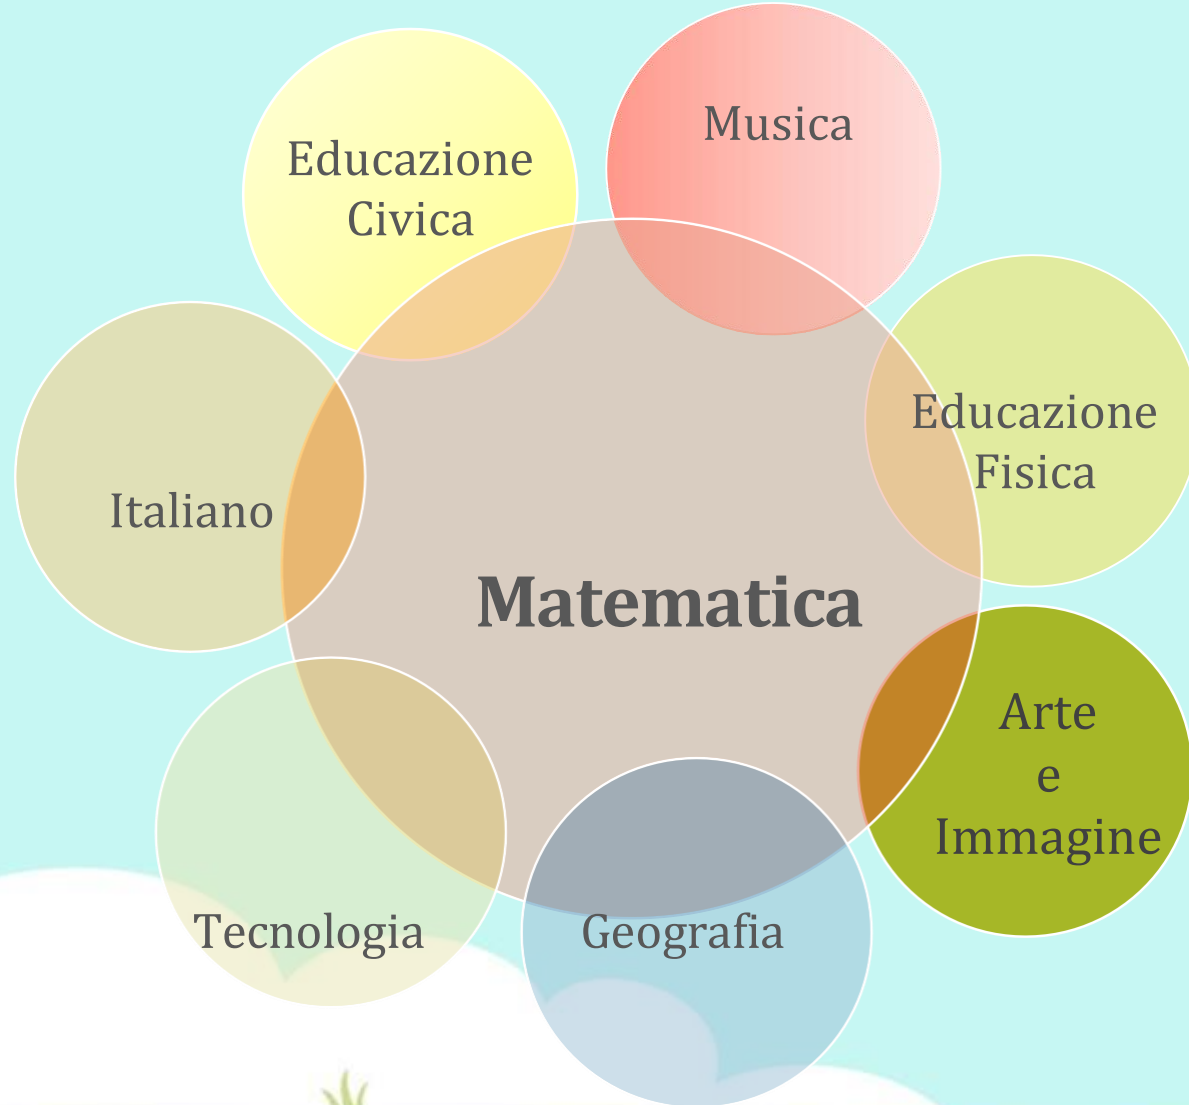 Musica
Educazione
Civica
Educazione
Fisica
Italiano
Matematica
Arte
e
Immagine
Tecnologia
Geografia